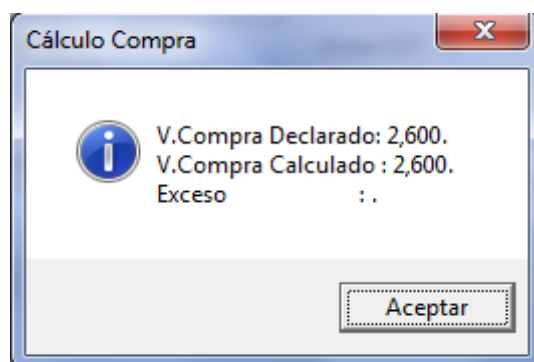 Cálculo Compra
V.Compra Declarado: 2,600.
V.Compra Calculado : 2,600.
Exceso : .
Aceptar